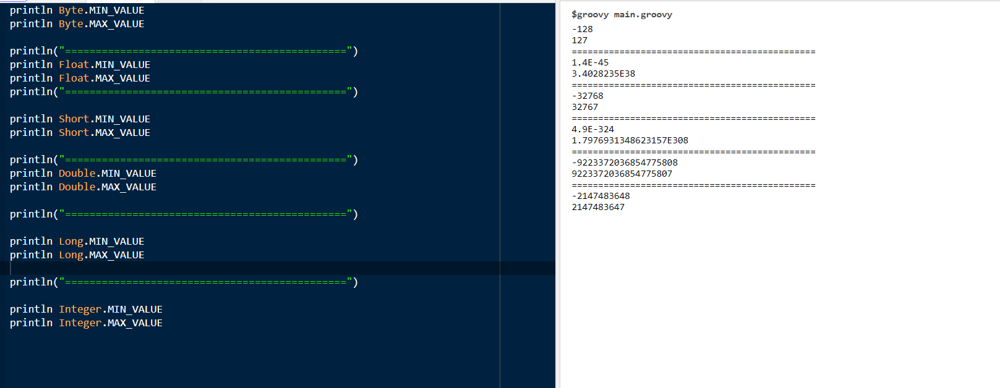 println Byte.MIN_VALUE
println Byte.MAX_VALUE
println("==============================================")
println Float.MIN_VALUE
println Float.MAX_VALUE
println("==============================================")
println Short.MIN_VALUE
println Short.MAX_VALUE
println("==============================================")
println Double.MIN_VALUE
println Double.MAX_VALUE
println("==============================================")
println Long.MIN_VALUE
println Long.MAX_VALUE
println("==============================================")
println Integer.MIN_VALUE
println Integer.MAX_VALUE
$groovy main.groovy
-128
127
==============================================
1.4E-45
3.4028235E38
==============================================
-32768
32767
==============================================
4.9E-324
1.7976931348623157E308
==============================================
-9223372036854775808
9223372036854775807
==============================================
-2147483648
2147483647